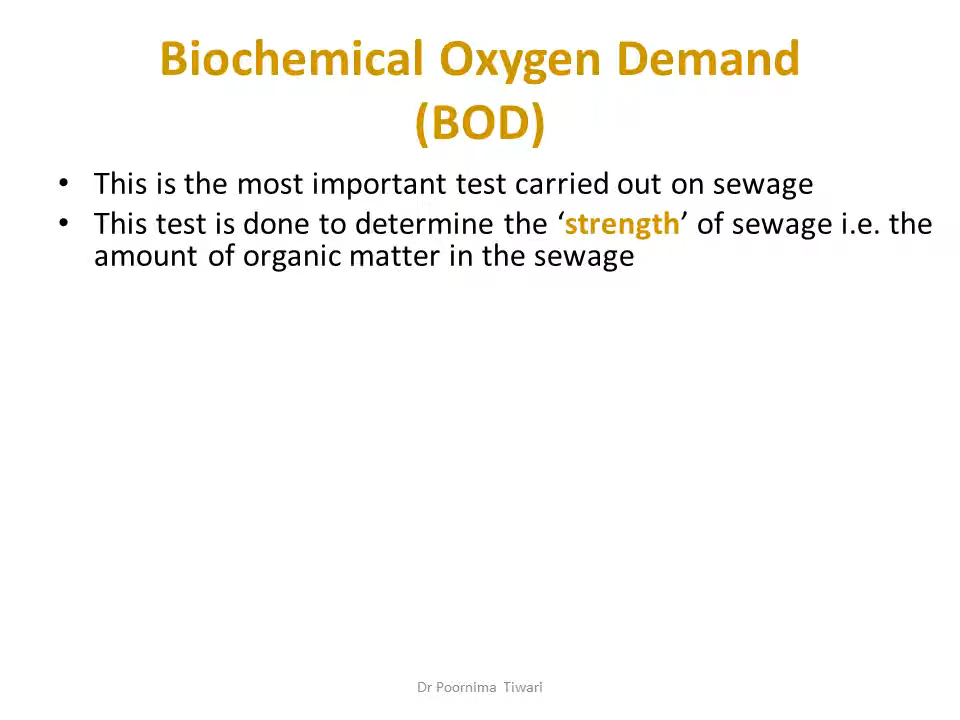 Biochemical Oxygen Demand
(BOD)
• This is the most important test carried out on sewage
• This test is done to determine the ‘strength’ of sewage i.e. the
amount of organic matter in the sewage
Dr Poornima Tiwari